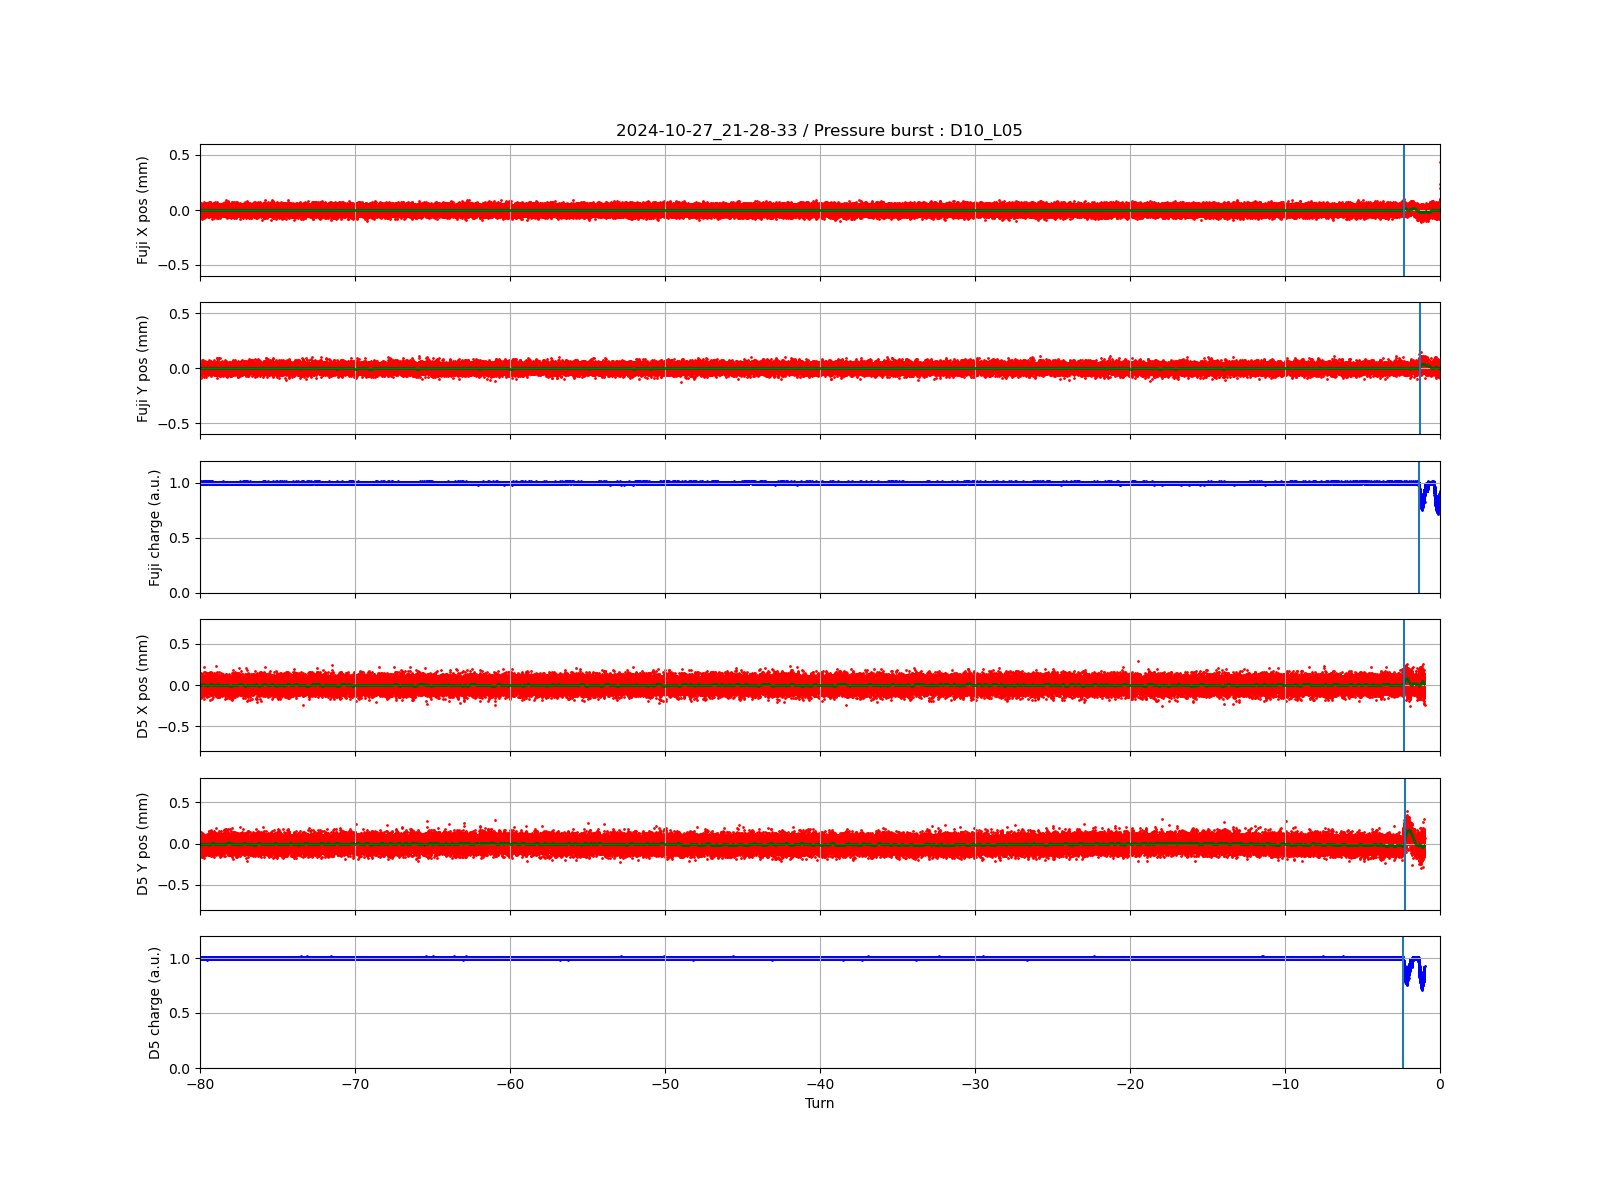 2024-10-27_21-28-33 / Pressure burst : D10_L05
0.5
0.0
−0.5
Fuji X pos (mm)
0.5
0.0
−0.5
Fuji Y pos (mm)
1.0
0.5
0.0
Fuji charge (a.u.)
0.5
0.0
−0.5
D5 X pos (mm)
0.5
0.0
−0.5
D5 Y pos (mm)
1.0
0.5
0.0
D5 charge (a.u.)
−80 −70 −60 −50 −40 −30 −20 −10 0
Turn